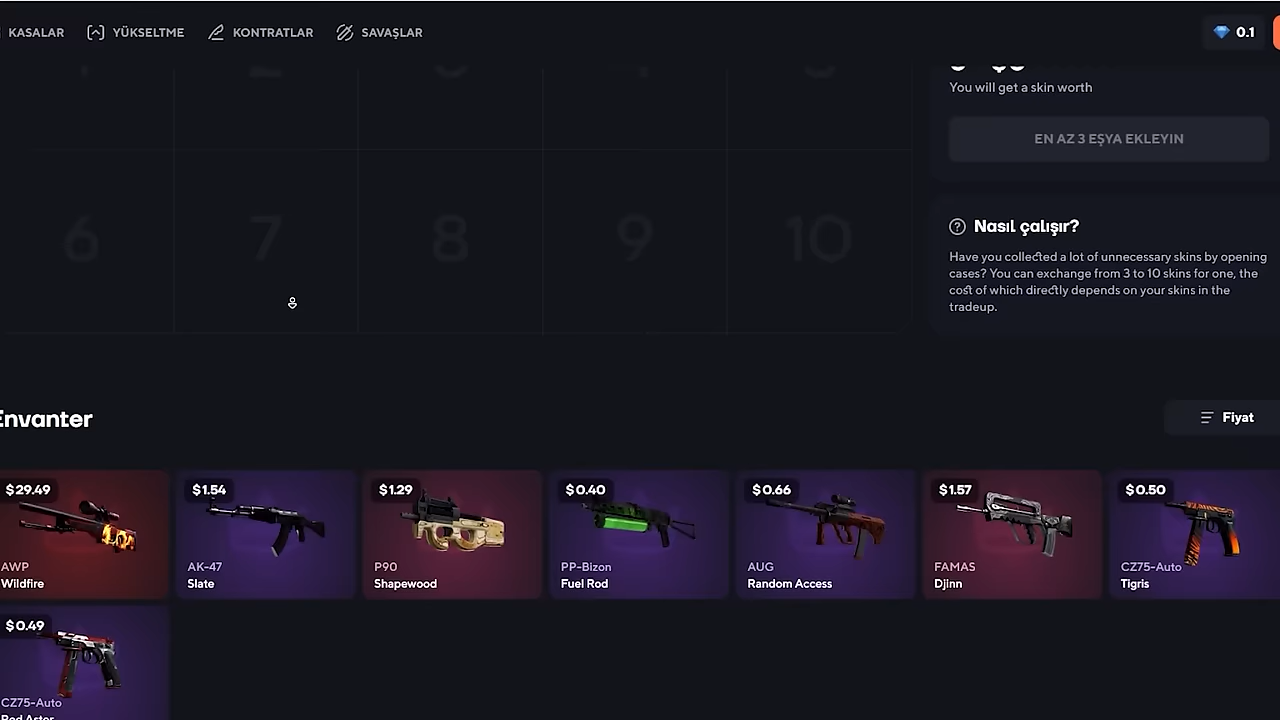 KASALAR
YÜKSELTME
KONTRATLAR
SAVAŞLAR
0.1
You will get a skin worth
EN AZ 3 EŞYA EKLEYIN
6
7
8
9
10
Nasıl çalışır?
Have you collected a lot of unnecessary skins by opening
cases? You can exchange from 3 to 10 skins for one, the
cost of which directly depends on your skins in the
tradeup.
Envanter
Fiyat
$29.49
AWP
Wildfire
$1.54
AK-47
Slate
$1.29
P90
Shapewood
$0.40
PP-Bizon
Fuel Rod
$0.66
AUG
Random Access
$1.57
FAMAS
Djinn
$0.50
CZ75-Auto
Tigris
$0.49
CZ75-Auto
Red Astor